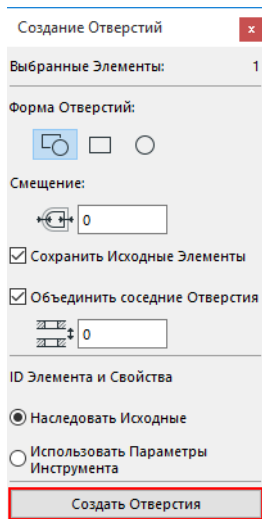 Создание Отверстий
x
Выбранные Элементы: 1
Форма Отверстий:
Смещение:
0
Сохранить Исходные Элементы
Объединить соседние Отверстия
0
ID Элемента и Свойства
Наследовать Исходные
Использовать Параметры
Инструмента
Создать Отверстия